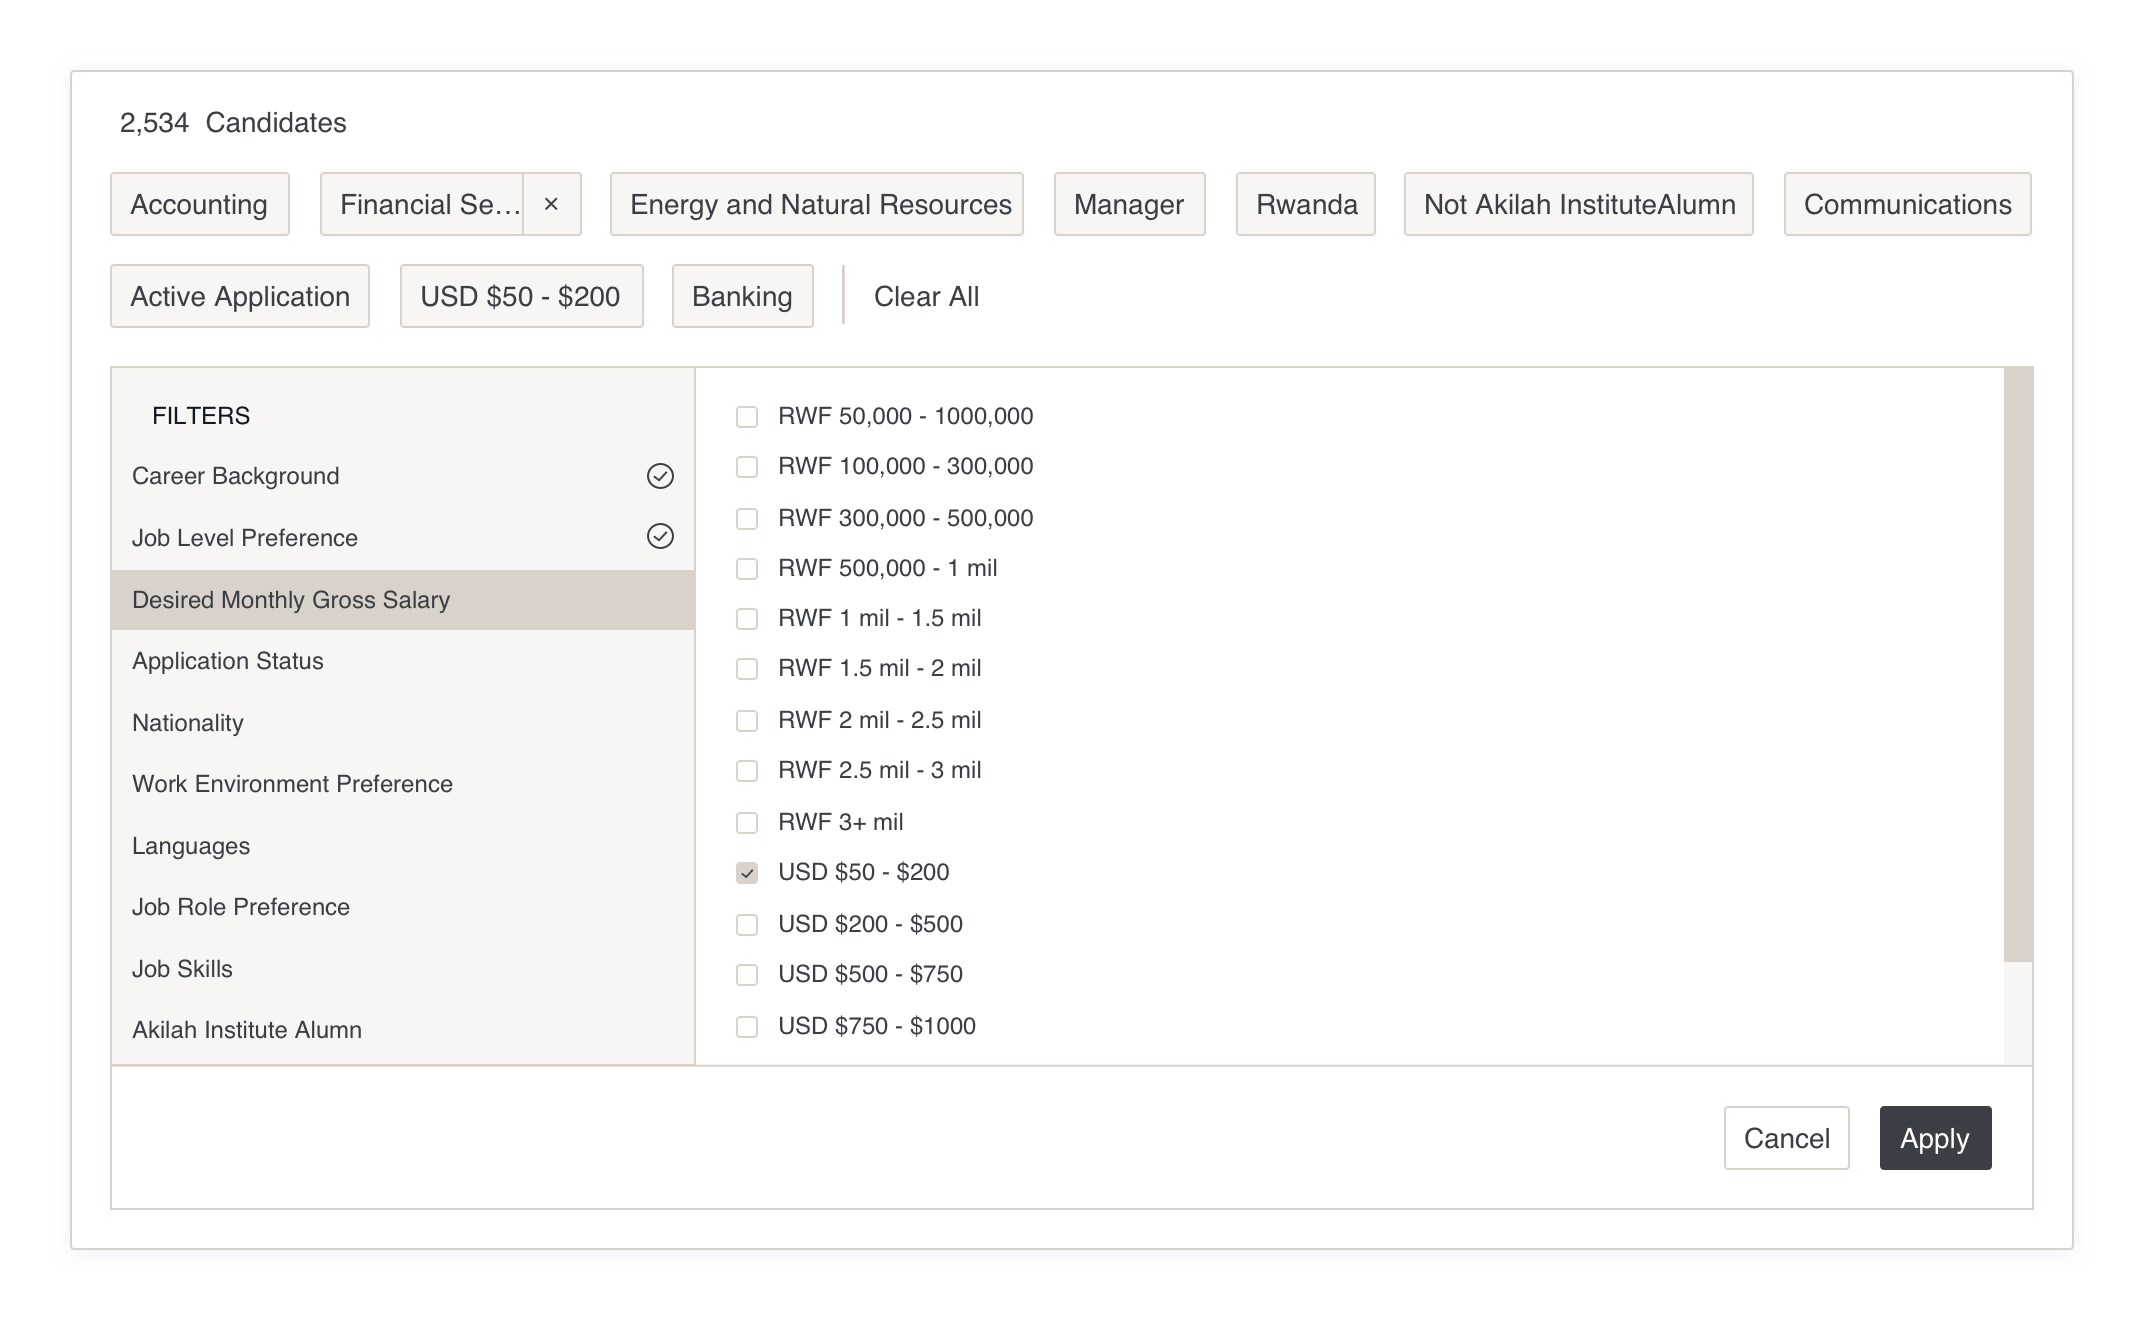 2,534 Candidates
Accounting
Financial Se...
×
Energy and Natural Resources
Manager
Rwanda
Not Akilah InstituteAlumn
Communications
Active Application
USD $50 - $200
Banking
Clear All
FILTERS
Career Background
Job Level Preference
Desired Monthly Gross Salary
Application Status
Nationality
Work Environment Preference
Languages
Job Role Preference
Job Skills
Akilah Institute Alumn
RWF 50,000 - 1000,000
RWF 100,000 - 300,000
RWF 300,000 - 500,000
RWF 500,000 - 1 mil
RWF 1 mil - 1.5 mil
RWF 1.5 mil - 2 mil
RWF 2 mil - 2.5 mil
RWF 2.5 mil - 3 mil
RWF 3+ mil
USD $50 - $200
USD $200 - $500
USD $500 - $750
USD $750 - $1000
Cancel
Apply